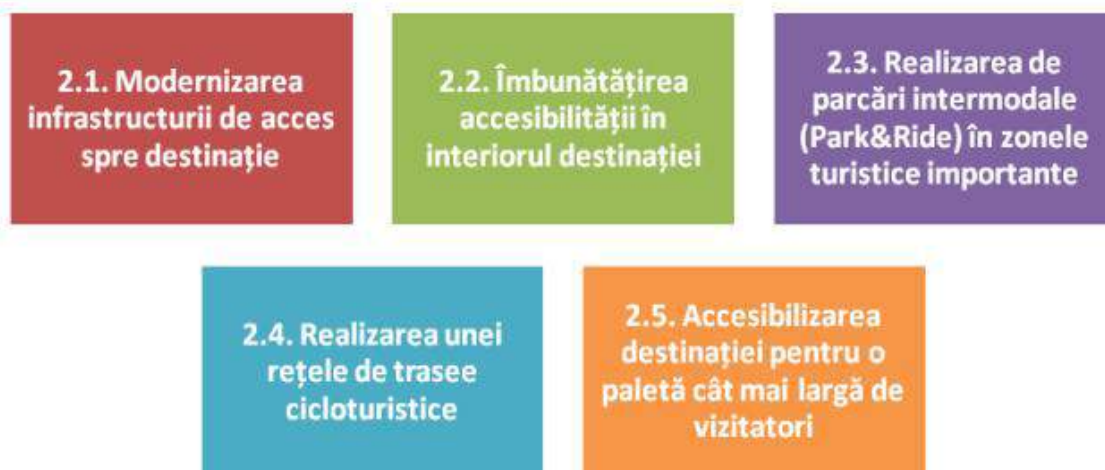 2.1. Modernizarea
infrastructurii de acces
spre destinație
2.2. Îmbunătățirea
accesibilității în
interiorul destinației
2.3. Realizarea de
parcări intermodale
(Park&Ride) în zonele
turistice importante
2.4. Realizarea unei
rețele de trasee
cicloturistice
2.5. Accesibilizarea
destinației pentru o
paletă cât mai largă de
vizitatori